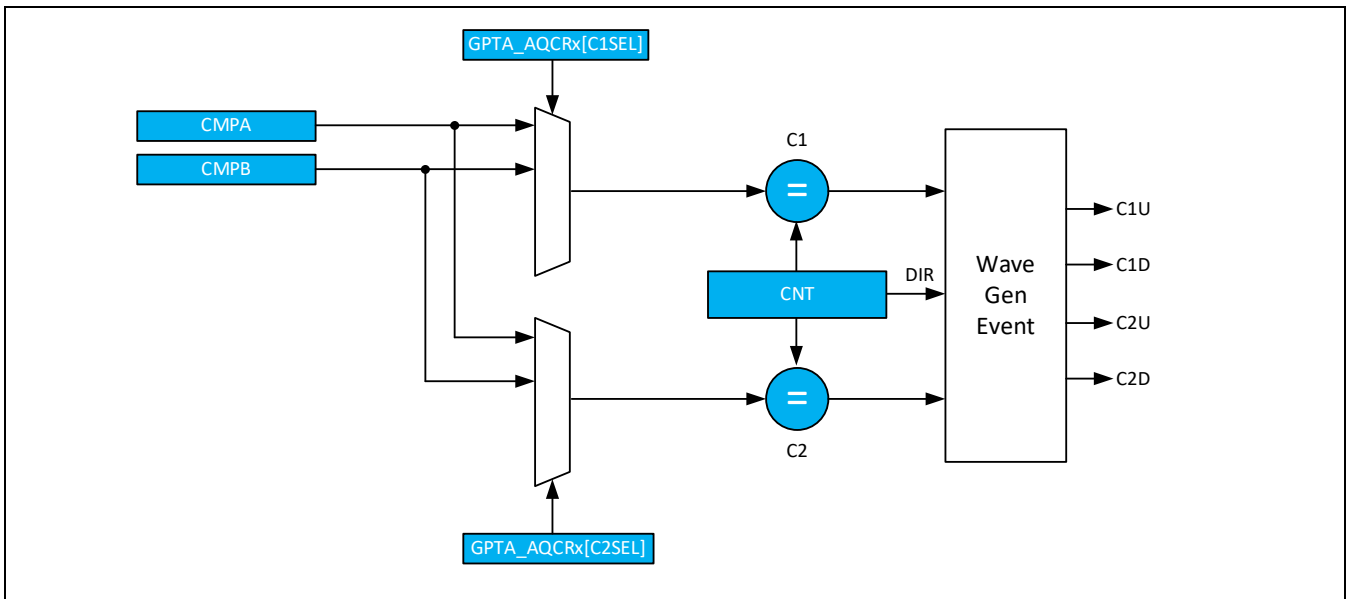 GPTA_AQCRx[C1SEL]
CMPA
CMPB
C1
=
C1U
DIR
C1D
CNT
Wave
Gen
Event
C2U
C2D
=
C2
GPTA_AQCRx[C2SEL]